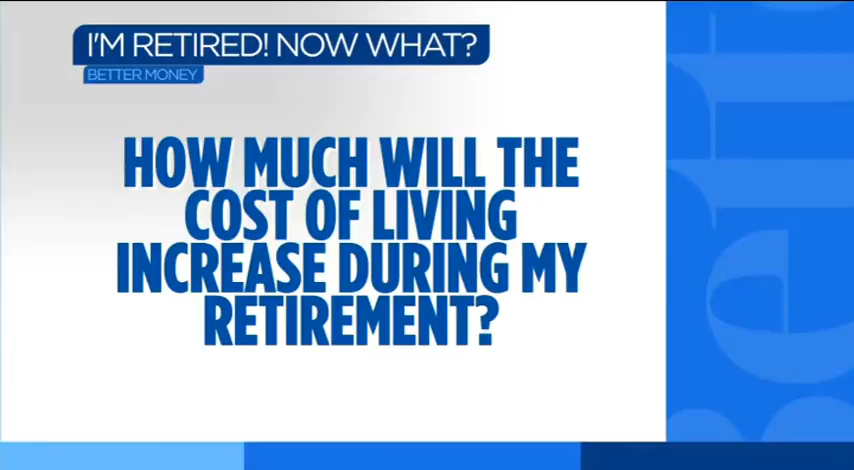 I'M RETIRED! NOW WHAT?
BETTER MONEY
HOW MUCH WILL THE
COST OF LIVING
INCREASE DURING MY
RETIREMENT?